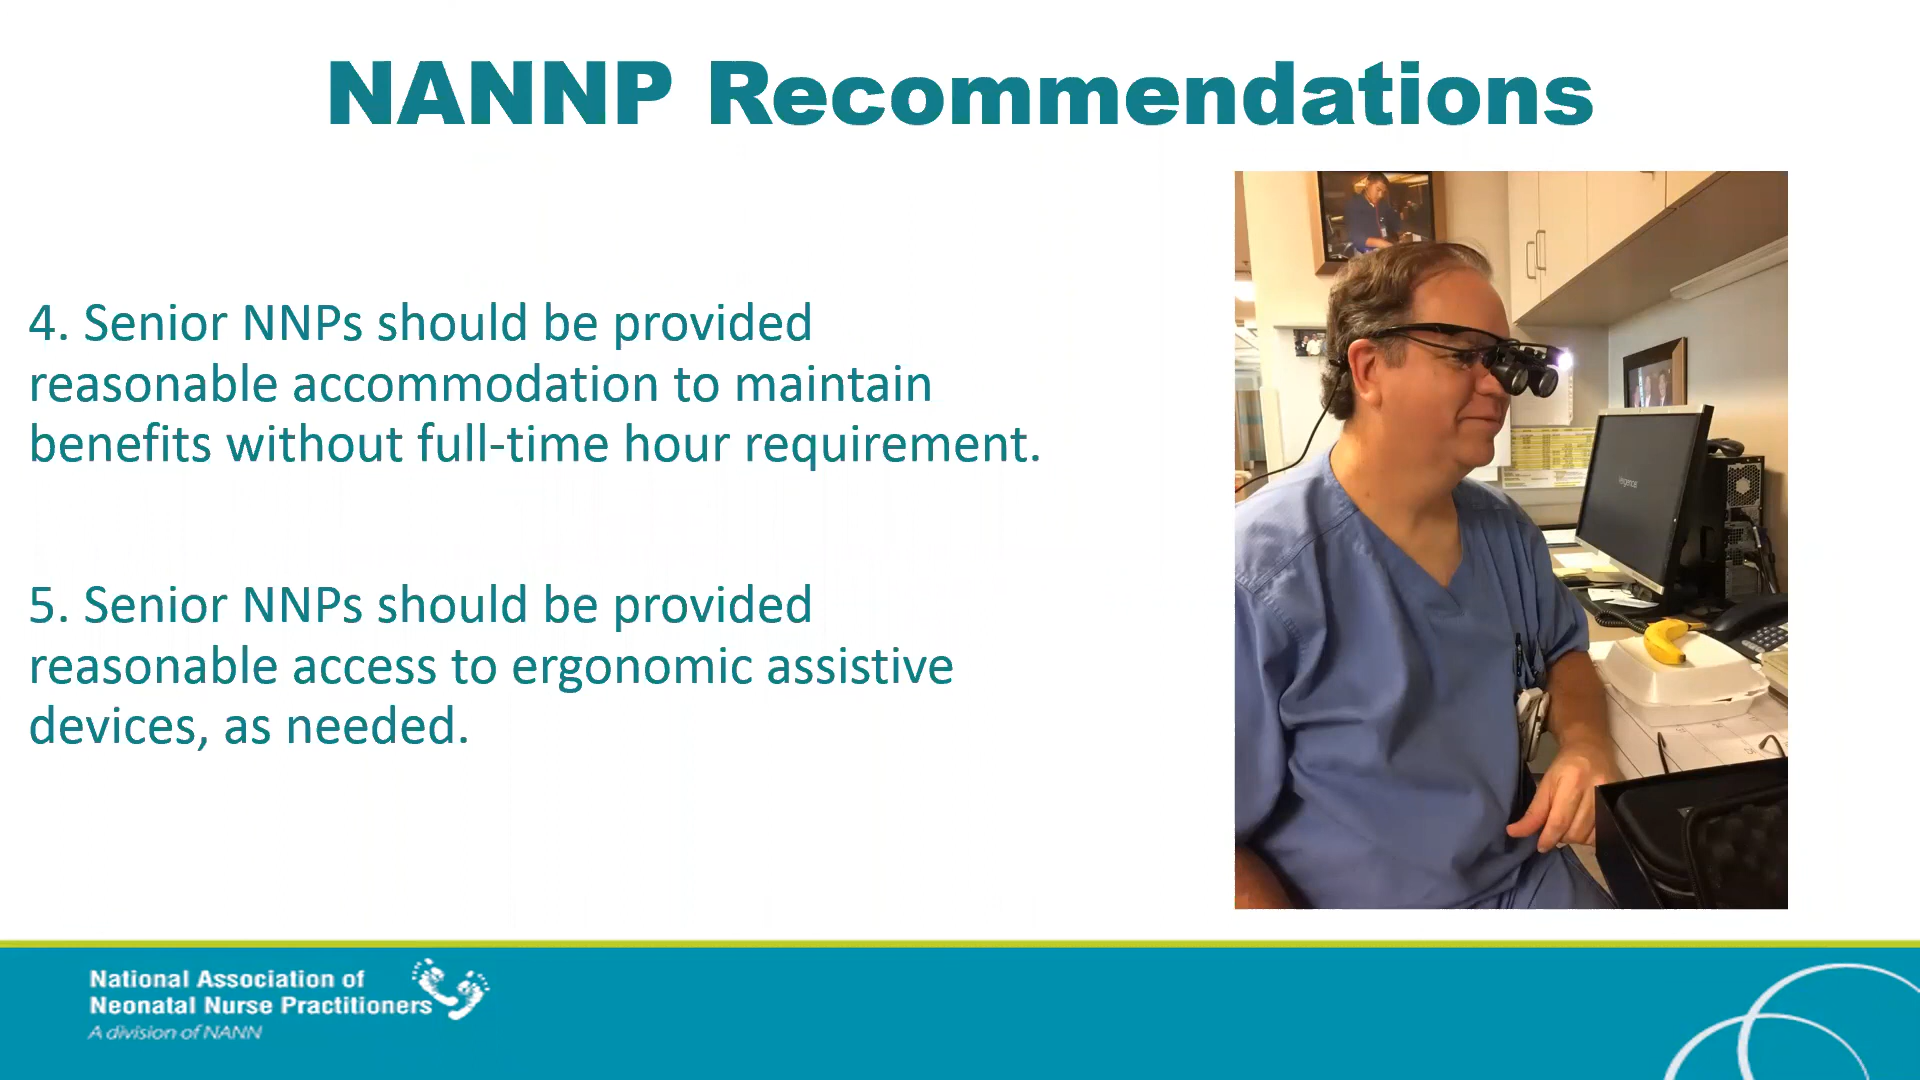 NANNP Recommendations
4. Senior NNPs should be provided
reasonable accommodation to maintain
benefits without full-time hour requirement.
5. Senior NNPs should be provided
reasonable access to ergonomic assistive
devices, as needed.
National Association of
Neonatal Nurse Practitioners
A division of NANN